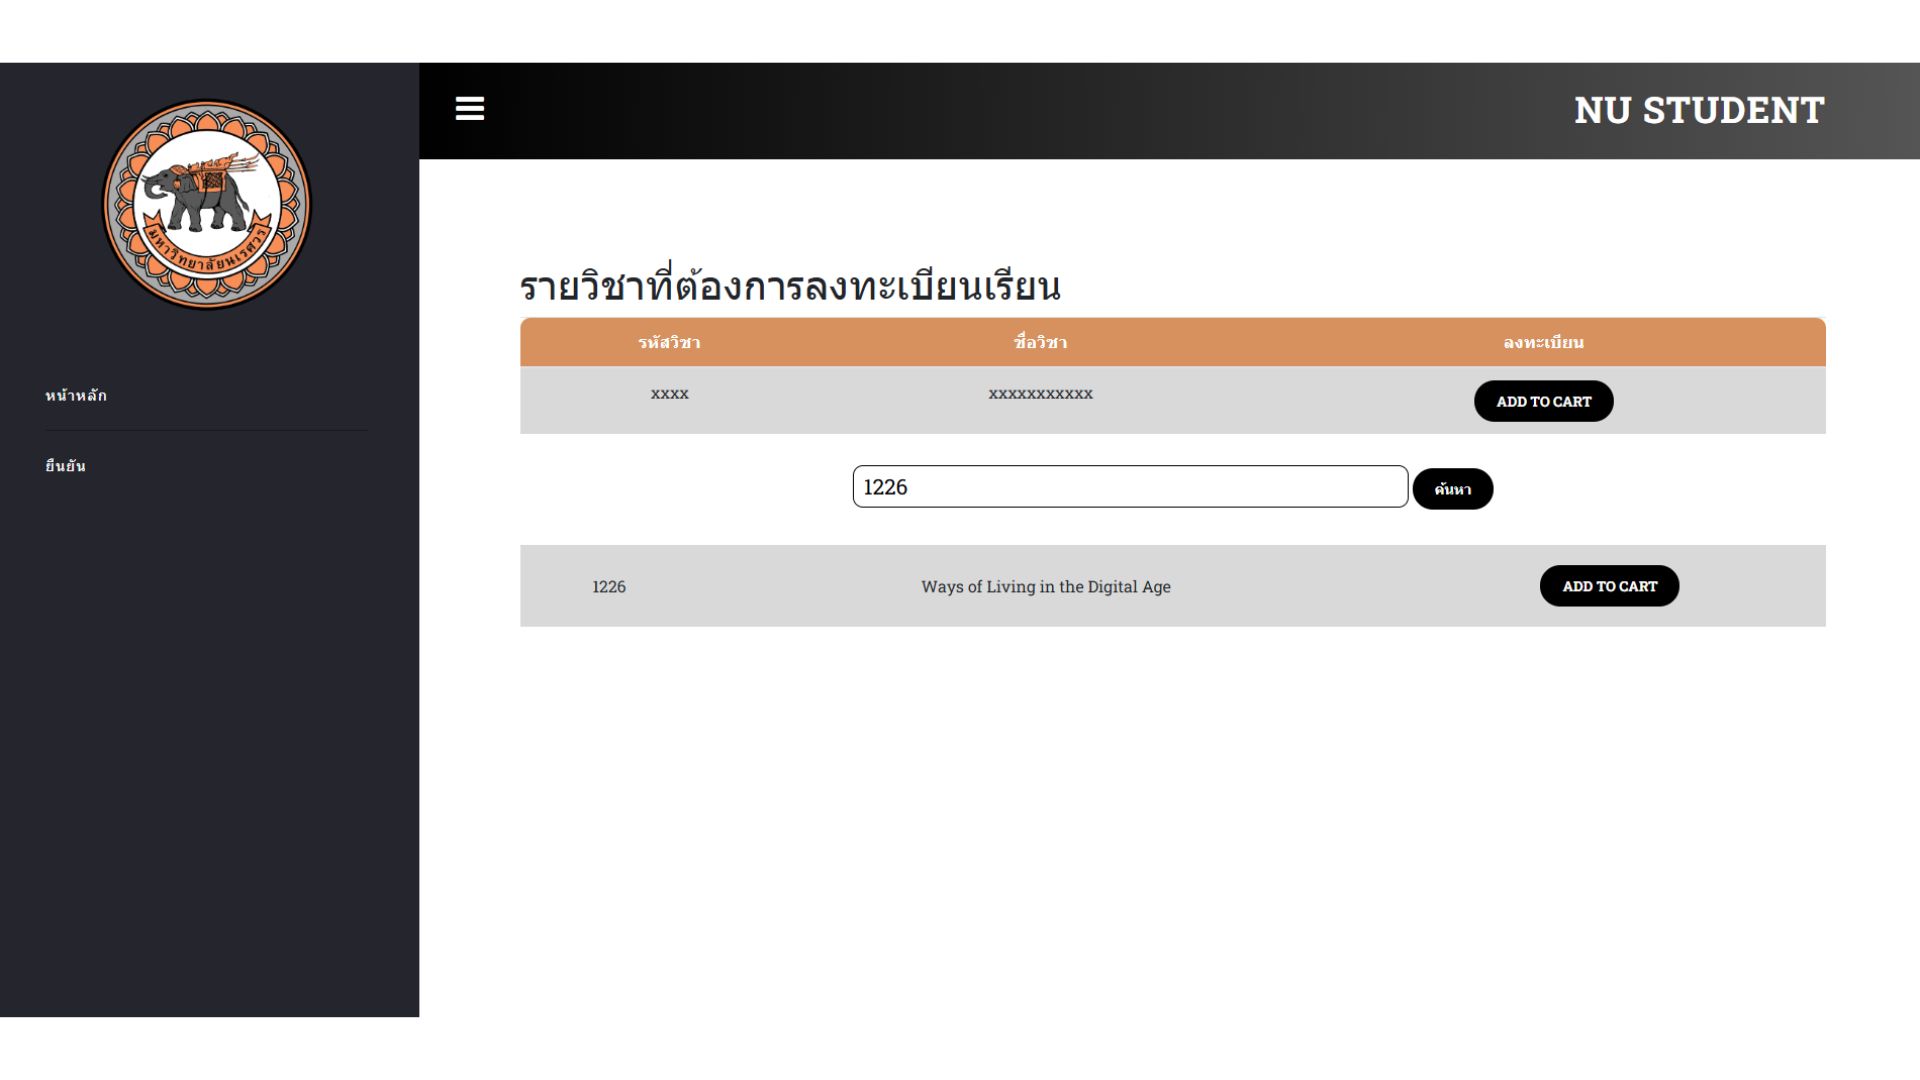 มหาวิทยาลัยนเรศวร
NU STUDENT
หน้าหลัก
ยืนยัน
รายวิชาที่ต้องการลงทะเบียนเรียน
รหัสวิชา ชื่อวิชา ลงทะเบียน
xxxx xxxxxxxxxxx ADD TO CART
1226 ค้นหา
1226 Ways of Living in the Digital Age ADD TO CART